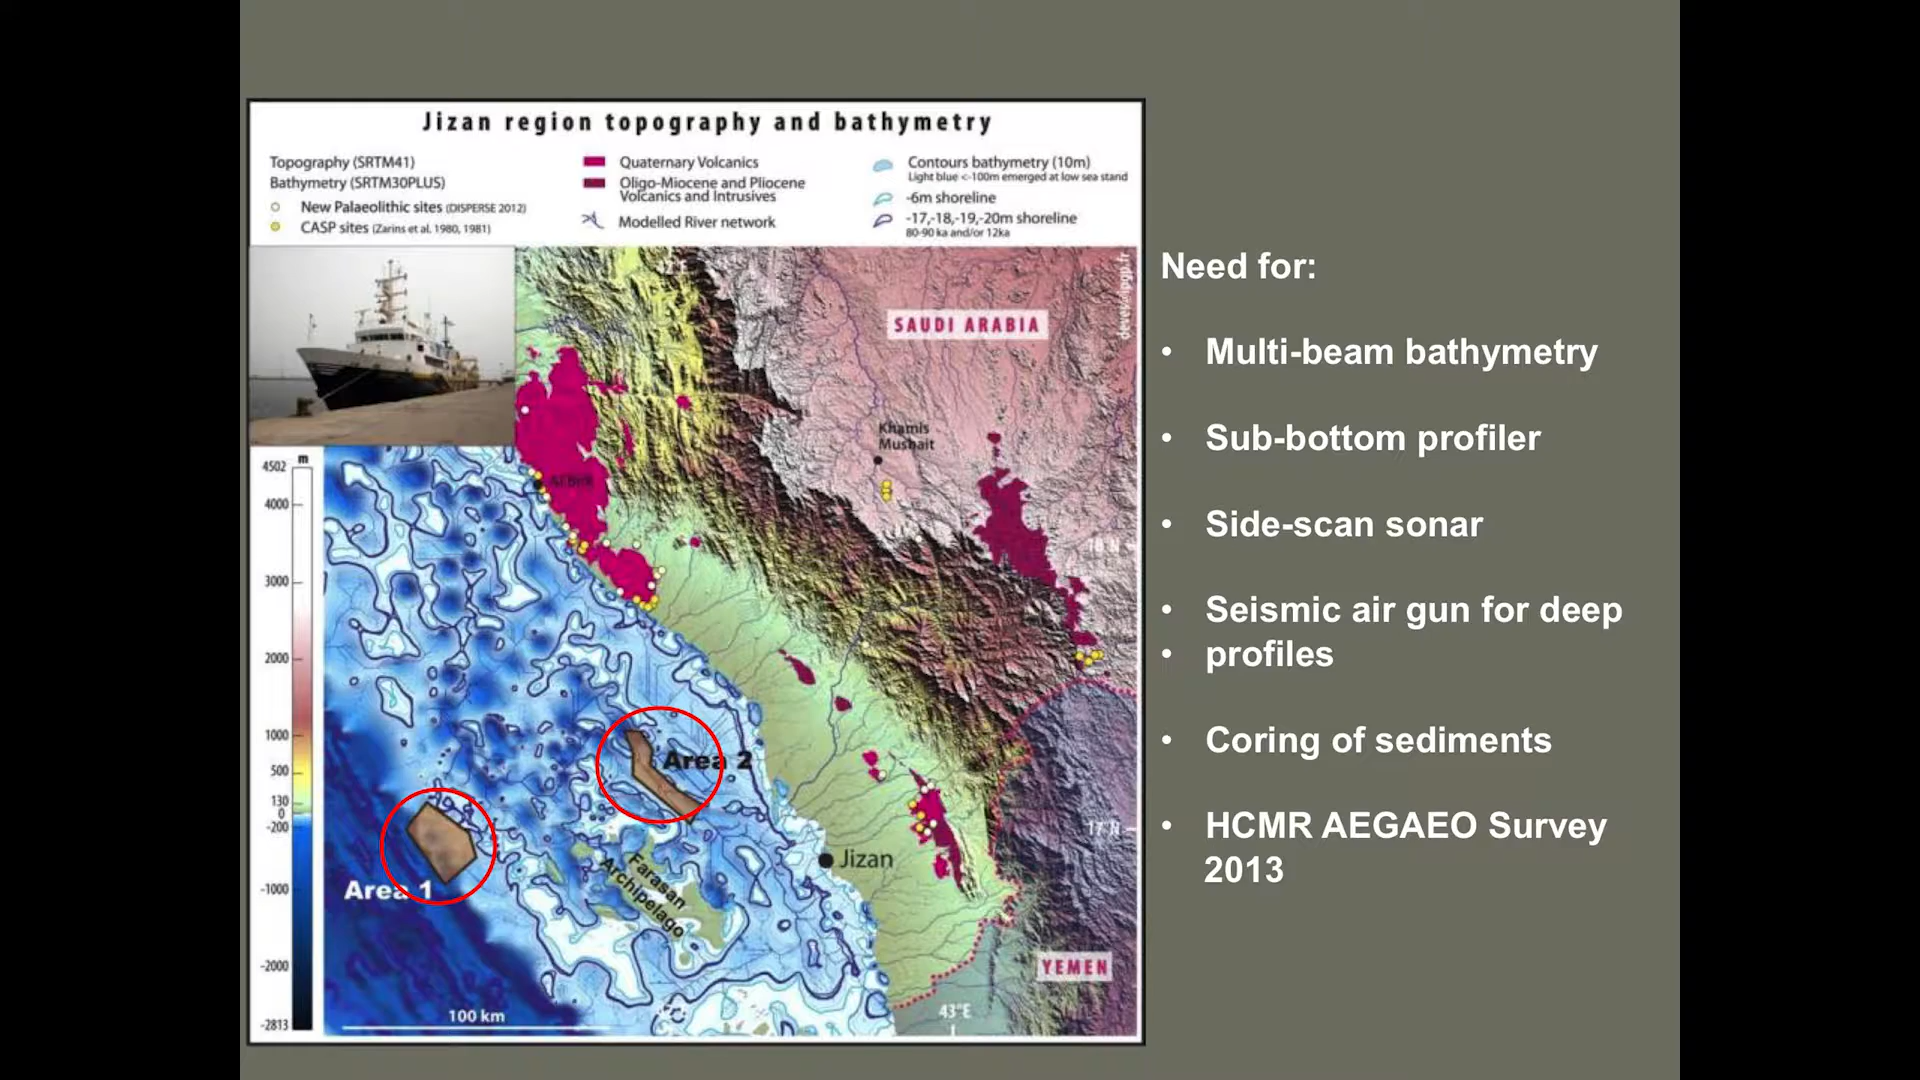 Jizan region topography and bathymetry
Topography (SRTM41)
Bathymetry (SRTM30PLUS)
New Palaeolithic sites (DISPERSE 2012)
CASP sites (Zarins et al. 1980, 1981)
Quaternary Volcanics
Oligo-Miocene and Pliocene
Volcanics and Intrusives
Modelled River network
Contours bathymetry (10m)
Light blue <-100m emerged at low sea stand
-6m shoreline
-17,-18,-19,-20m shoreline
80-90 ka and/or 12ka
SAUDI ARABIA
Khamis
Mushait
Al Birk
18°N
Area 2
17°N
Jizan
Area 1
Farasan
Archipelago
YEMEN
43°E
100 km
m
4502
4000
3000
2000
1000
500
130
0
-200
-1000
-2000
-2813
Need for:
• Multi-beam bathymetry
• Sub-bottom profiler
• Side-scan sonar
• Seismic air gun for deep
• profiles
• Coring of sediments
• HCMR AEGAEO Survey
2013